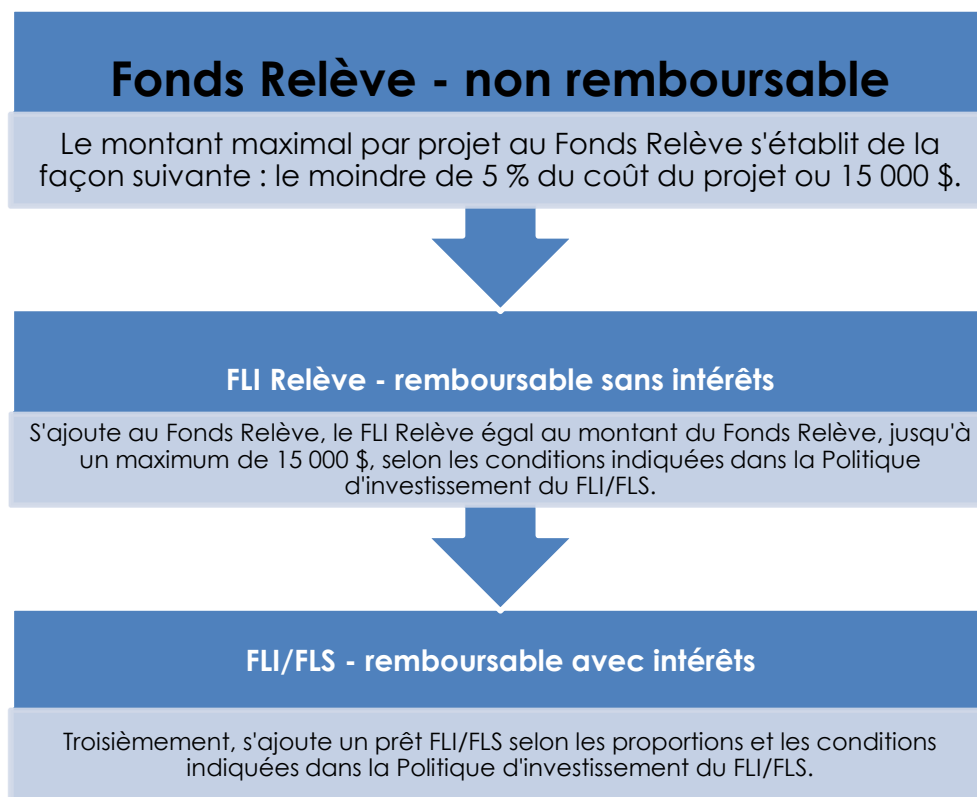 Fonds Relève - non remboursable
Le montant maximal par projet au Fonds Relève s'établit de la
façon suivante : le moindre de 5 % du coût du projet ou 15 000 $.
FLI Relève - remboursable sans intérêts
S'ajoute au Fonds Relève, le FLI Relève égal au montant du Fonds Relève, jusqu'à
un maximum de 15 000 $, selon les conditions indiquées dans la Politique
d'investissement du FLI/FLS.
FLI/FLS - remboursable avec intérêts
Troisièmement, s'ajoute un prêt FLI/FLS selon les proportions et les conditions
indiquées dans la Politique d'investissement du FLI/FLS.